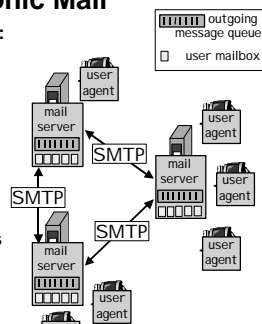 onic Mail
:
outgoing
message queue
user mailbox
user
agent
mail
server
user
agent
SMTP
mail
server
user
agent
SMTP
SMTP
s
mail
server
user
agent
user
agent